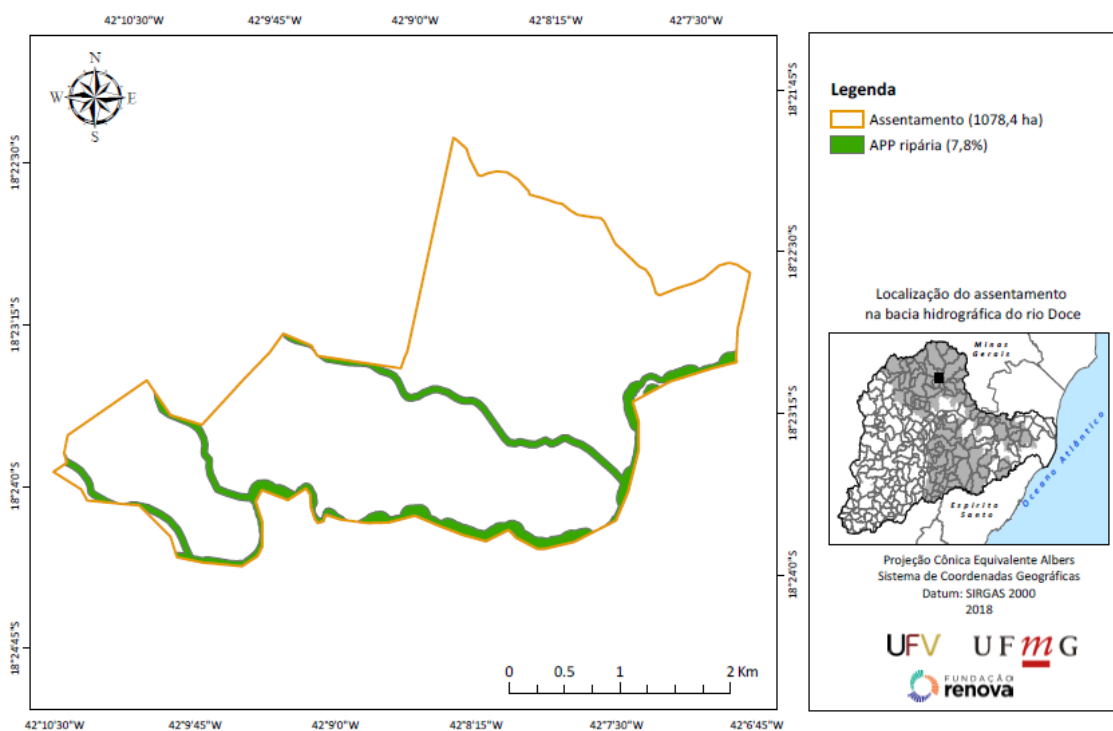 42°10'30"W 42°9'45"W 42°9'0"W 42°8'15"W 42°7'30"W
N
W E
S
18°22'30"S
18°23'15"S
18°24'0"S
18°24'45"S
18°21'45"S
18°22'30"S
18°23'15"S
18°24'0"S
0 0.5 1 2 Km
42°10'30"W 42°9'45"W 42°9'0"W 42°8'15"W 42°7'30"W 42°6'45"W
Legenda
Assentamento (1078,4 ha)
APP ripária (7,8%)
Localização do assentamento
na bacia hidrográfica do rio Doce
Minas
Gerais
Oceano Atlântico
Espírito
Santo
Projeção Cônica Equivalente Albers
Sistema de Coordenadas Geográficas
Datum: SIRGAS 2000
2018
UFV UFmG
FUNDAÇÃO
renova